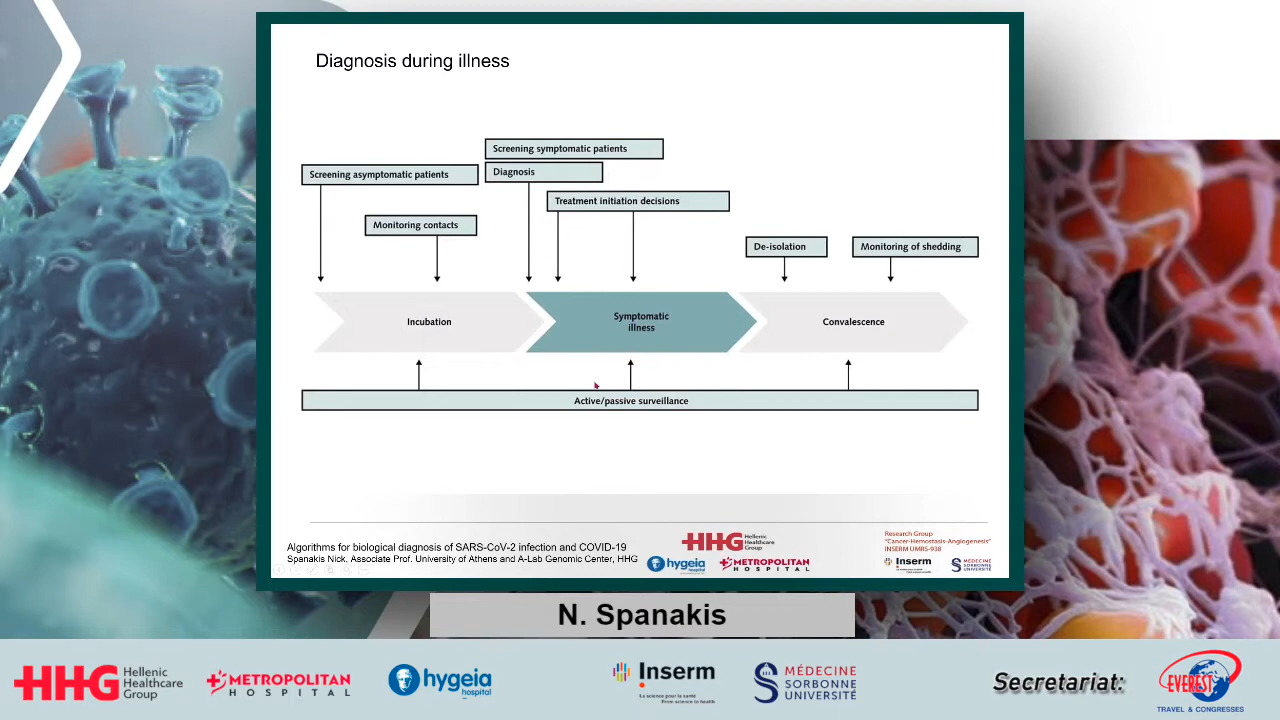 Diagnosis during illness
Screening symptomatic patients
Screening asymptomatic patients
Diagnosis
Treatment initiation decisions
Monitoring contacts
De-isolation
Monitoring of shedding
Incubation
Symptomatic
illness
Convalescence
Active/passive surveillance
Algorithms for biological diagnosis of SARS-CoV-2 infection and COVID-19
Spanakis Nick, Associate Prof. University of Athens and A-Lab Genomic Center, HHG
HHG
Hellenic
Healthcare
Group
hygeia
hospital
METROPOLITAN
HOSPITAL
Research Group
"Cancer-Hemostasis-Angiogenesis"
INSERM UMRS-938
Inserm
MÉDECINE
SORBONNE
UNIVERSITÉ
N. Spanakis
HHG
Hellenic
Healthcare
Group
METROPOLITAN
HOSPITAL
hygeia
hospital
Inserm
La science pour la santé
From science to health
MÉDECINE
SORBONNE
UNIVERSITÉ
Secretariat:
EVEREST
TRAVEL & CONGRESSES